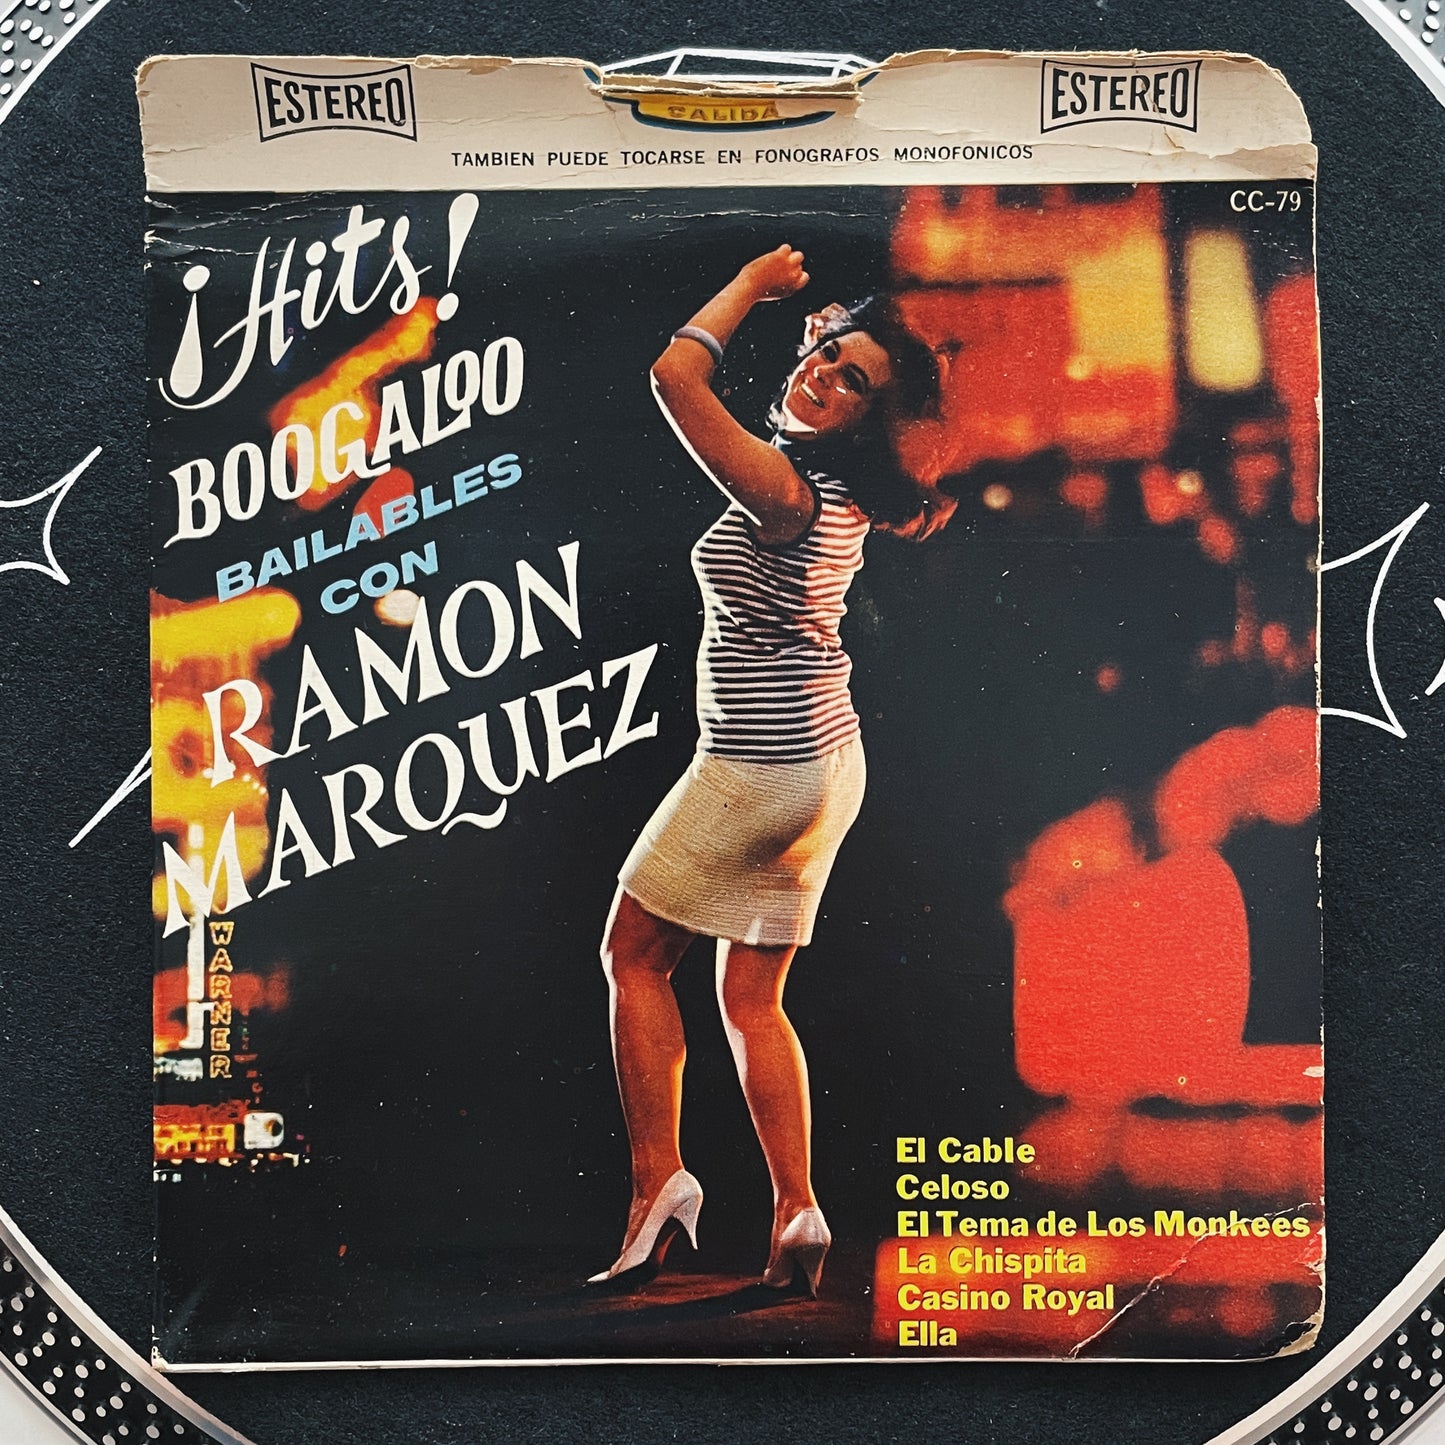 ESTEREO
CALIDA
ESTEREO
TAMBIEN PUEDE TOCARSE EN FONOGRAFOS MONOFONICOS
CC-79
¡Hits!
BOOGALOO
BAILABLES
CON
RAMON
MARQUEZ
WARNER
El Cable
Celoso
El Tema de Los Monkees
La Chispita
Casino Royal
Ella